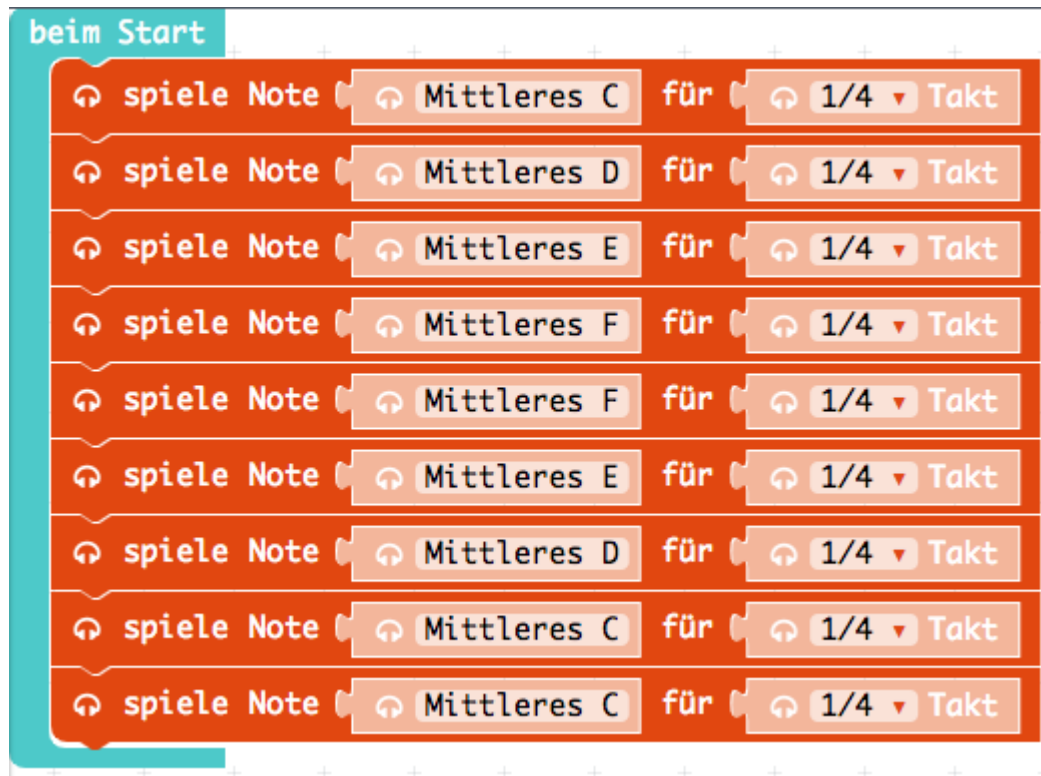 beim Start
spiele Note Mittleres C für 1/4 Takt
spiele Note Mittleres D für 1/4 Takt
spiele Note Mittleres E für 1/4 Takt
spiele Note Mittleres F für 1/4 Takt
spiele Note Mittleres F für 1/4 Takt
spiele Note Mittleres E für 1/4 Takt
spiele Note Mittleres D für 1/4 Takt
spiele Note Mittleres C für 1/4 Takt
spiele Note Mittleres C für 1/4 Takt